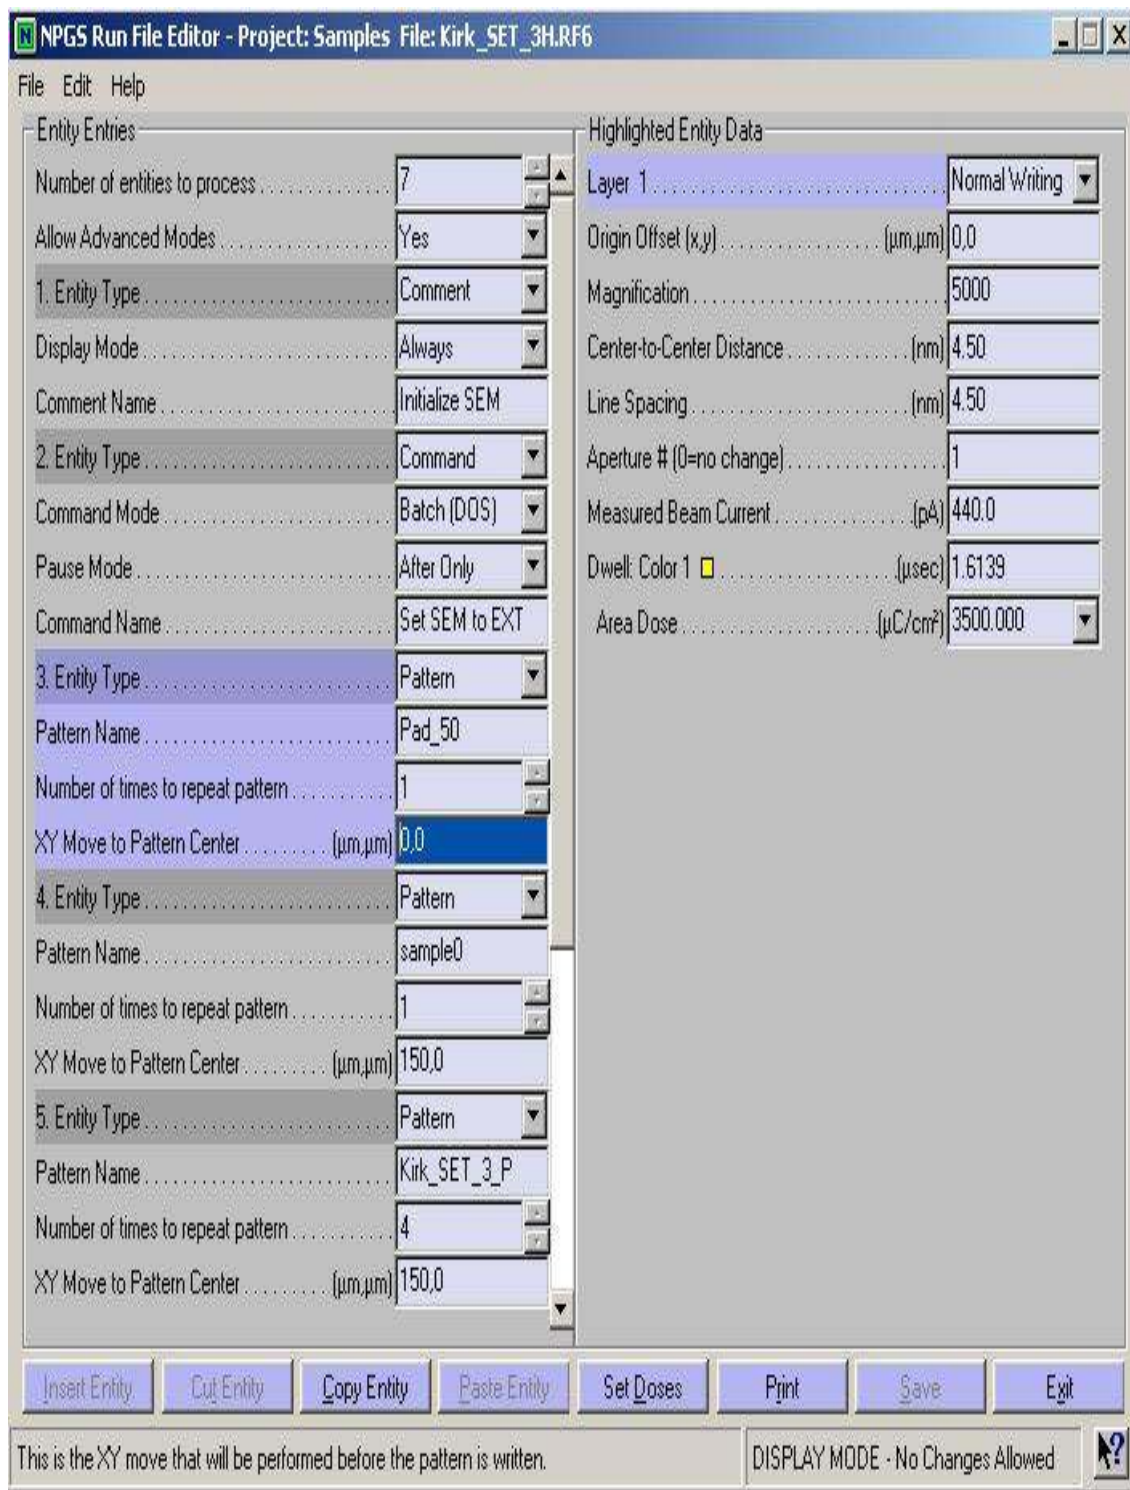 NPGS Run File Editor - Project: Samples File: Kirk_SET_3H.RF6
File Edit Help
Entity Entries
Number of entities to process . . . . . . . . . . . . . . 7
Allow Advanced Modes . . . . . . . . . . . . . . . . . . Yes
1. Entity Type . . . . . . . . . . . . . . . . . . . . . . . . . . Comment
Display Mode . . . . . . . . . . . . . . . . . . . . . . . . . . Always
Comment Name . . . . . . . . . . . . . . . . . . . . . . . . Initialize SEM
2. Entity Type . . . . . . . . . . . . . . . . . . . . . . . . . . Command
Command Mode . . . . . . . . . . . . . . . . . . . . . . . . Batch (DOS)
Pause Mode . . . . . . . . . . . . . . . . . . . . . . . . . . . After Only
Command Name . . . . . . . . . . . . . . . . . . . . . . . . Set SEM to EXT
3. Entity Type . . . . . . . . . . . . . . . . . . . . . . . . . . Pattern
Pattern Name . . . . . . . . . . . . . . . . . . . . . . . . . . Pad_50
Number of times to repeat pattern . . . . . . . . . . . 1
XY Move to Pattern Center . . . . . . . . . (µm,µm) 0,0
4. Entity Type . . . . . . . . . . . . . . . . . . . . . . . . . . Pattern
Pattern Name . . . . . . . . . . . . . . . . . . . . . . . . . . sample0
Number of times to repeat pattern . . . . . . . . . . . 1
XY Move to Pattern Center . . . . . . . . . (µm,µm) 150,0
5. Entity Type . . . . . . . . . . . . . . . . . . . . . . . . . . Pattern
Pattern Name . . . . . . . . . . . . . . . . . . . . . . . . . . Kirk_SET_3_P
Number of times to repeat pattern . . . . . . . . . . . 4
XY Move to Pattern Center . . . . . . . . . (µm,µm) 150,0
Highlighted Entity Data
Layer 1 . . . . . . . . . . . . . . . . . . . . . . . . . . . . . . . Normal Writing
Origin Offset (x,y) . . . . . . . . . . . . . . . . . (µm,µm) 0,0
Magnification . . . . . . . . . . . . . . . . . . . . . . . . . . . 5000
Center-to-Center Distance . . . . . . . . . . . . . (nm) 4.50
Line Spacing . . . . . . . . . . . . . . . . . . . . . . . . (nm) 4.50
Aperture # (0=no change) . . . . . . . . . . . . . . . . . 1
Measured Beam Current . . . . . . . . . . . . . . . (pA) 440.0
Dwell: Color 1 . . . . . . . . . . . . . . . . . . . . (µsec) 1.6139
Area Dose . . . . . . . . . . . . . . . . . . . . . (µC/cm²) 3500.000
Insert Entity Cut Entity Copy Entity Paste Entity Set Doses Print Save Exit
This is the XY move that will be performed before the pattern is written. DISPLAY MODE - No Changes Allowed